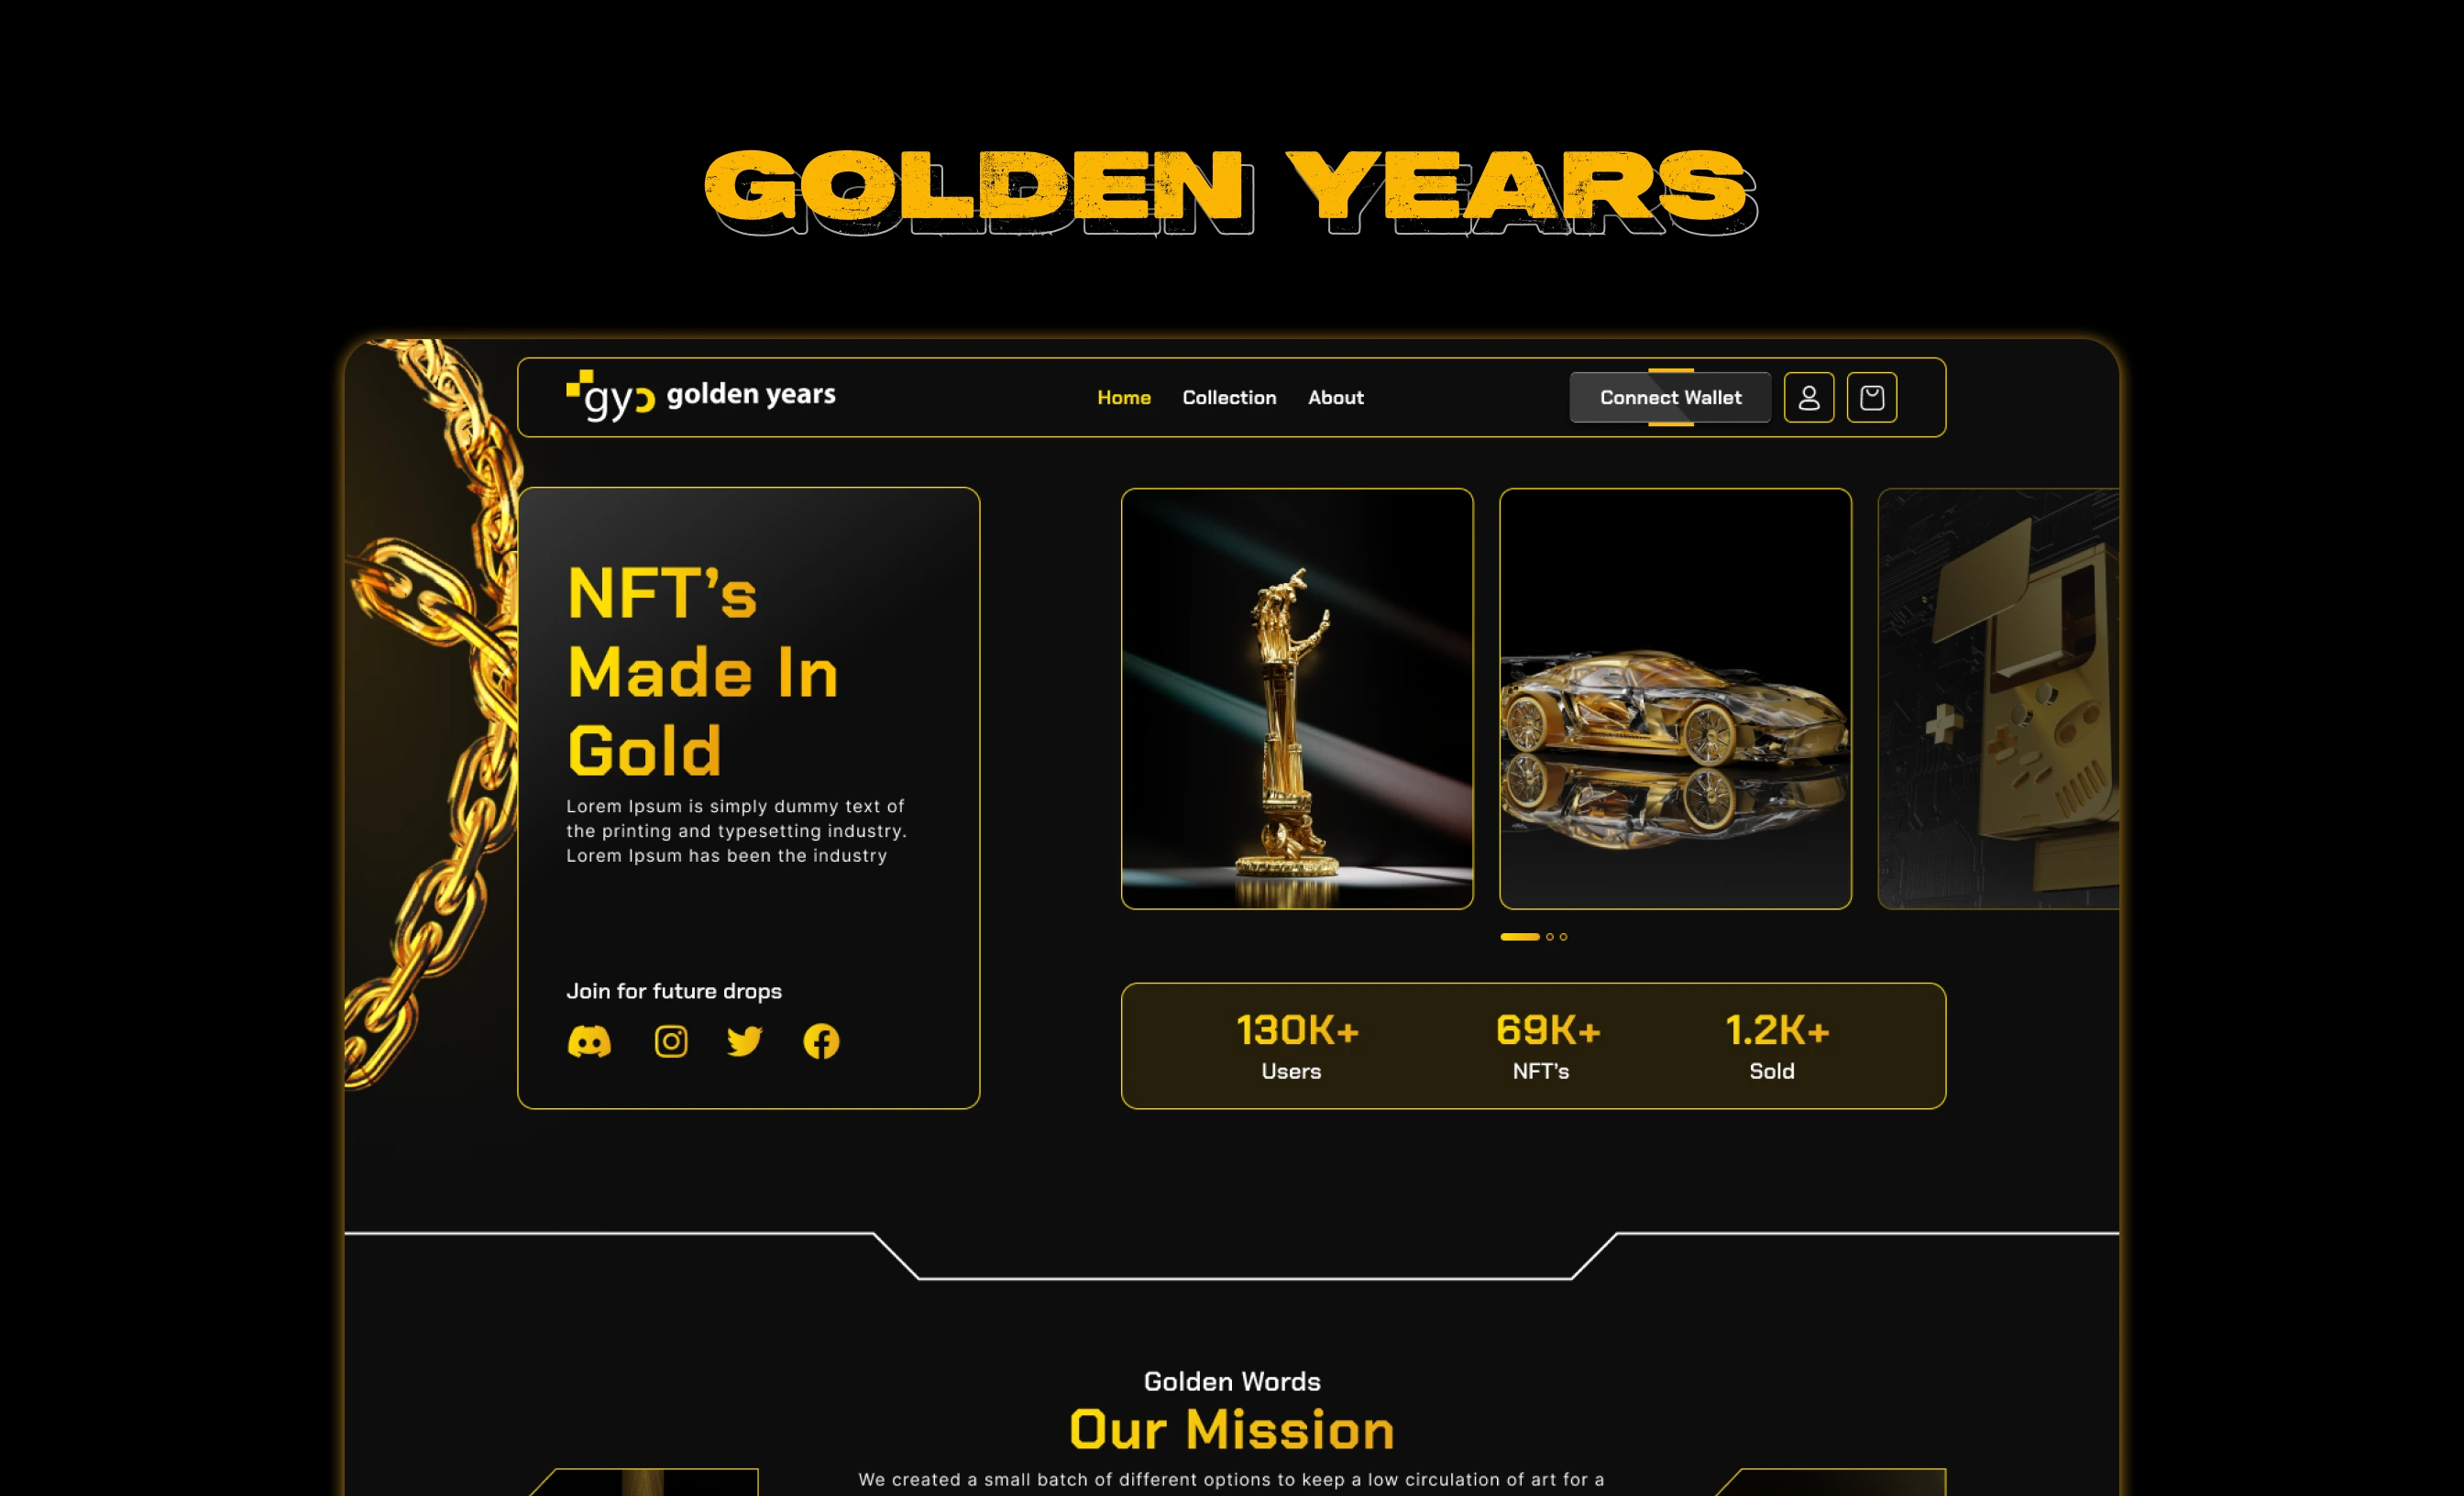 GOLDEN YEARS
gyc golden years
Home Collection About
Connect Wallet
NFT’s
Made In
Gold
Lorem Ipsum is simply dummy text of
the printing and typesetting industry.
Lorem Ipsum has been the industry
Join for future drops
130K+ 69K+ 1.2K+
Users NFT’s Sold
Golden Words
Our Mission
We created a small batch of different options to keep a low circulation of art for a